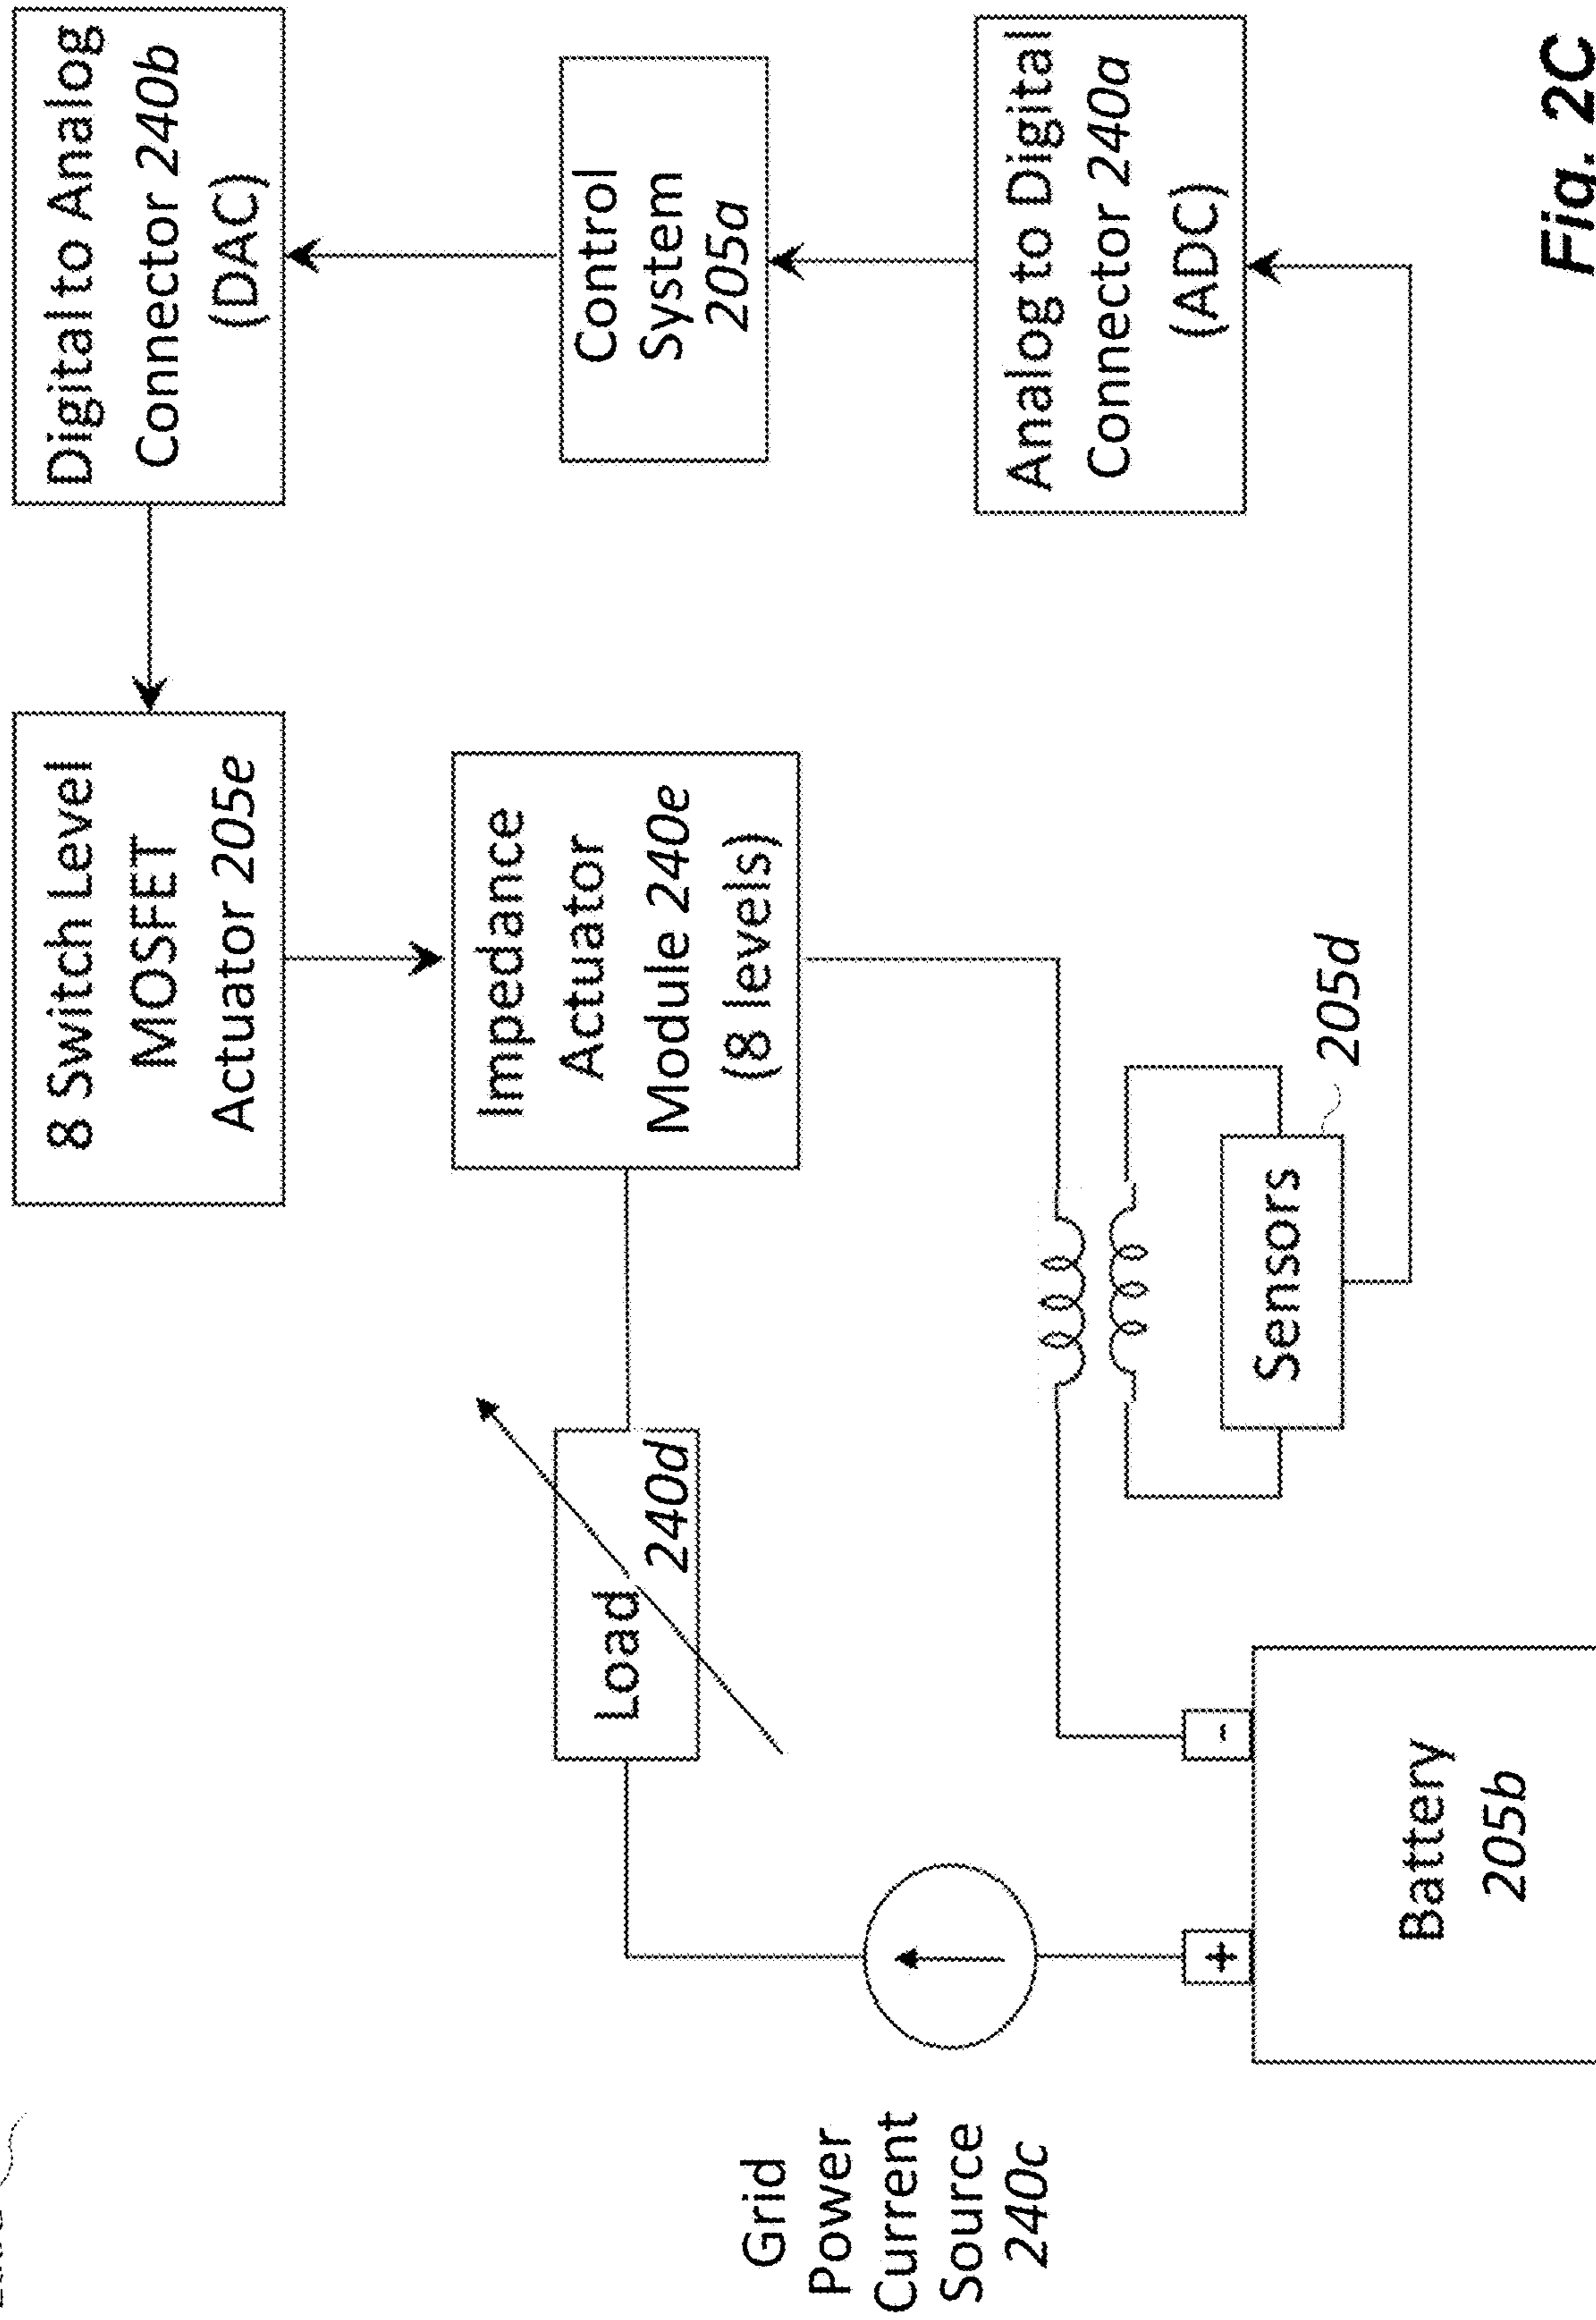 8 Switch Level
MOSFET
Actuator 205e
Digital to Analog
Connector 240b
(DAC)
Impedance
Actuator
Module 240e
(8 levels)
Load
240d
Control
System
205a
Grid
Power
Current
Source
240c
Analog to Digital
Connector 240a
(ADC)
+
-
Sensors
205d
Battery
205b
Fig. 2C